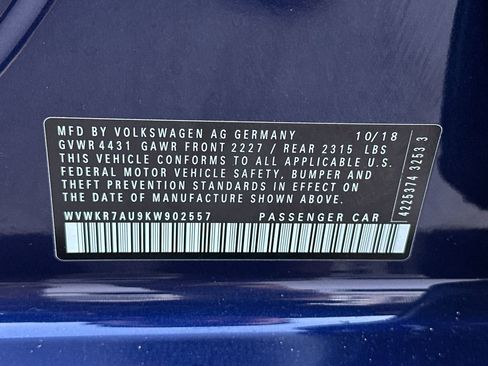 MFD BY VOLKSWAGEN AG GERMANY 10/18
GVWR 4431 GAWR FRONT 2227 / REAR 2315 LBS
THIS VEHICLE CONFORMS TO ALL APPLICABLE U.S.
FEDERAL MOTOR VEHICLE SAFETY, BUMPER AND
THEFT PREVENTION STANDARDS IN EFFECT ON THE
DATE OF MANUFACTURE SHOWN ABOVE.
WVWKR7AU9KW902557 PASSENGER CAR
4225374 3253 3